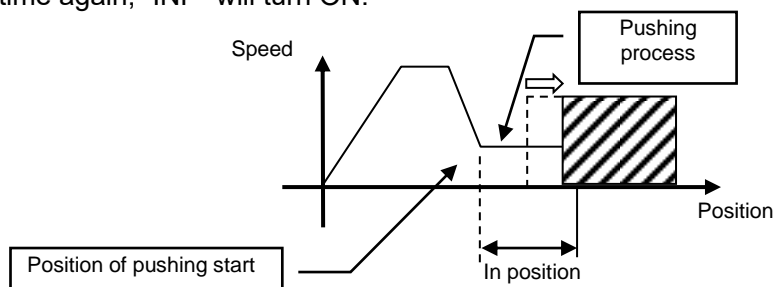 time again, "INP" will turn ON.
Pushing
process
Speed
Position
Position of pushing start
In position